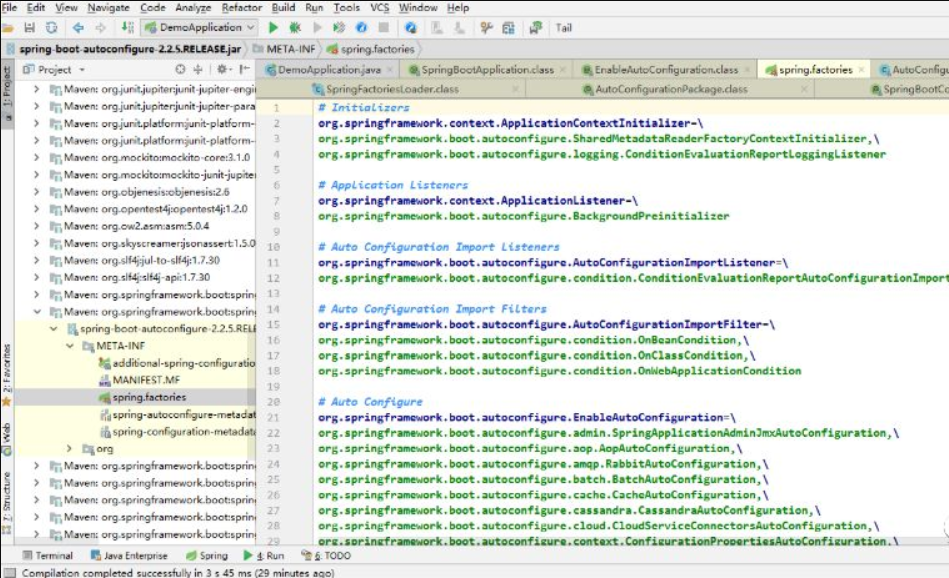 File Edit View Navigate Code Analyze Refactor Build Run Tools VCS Window Help
DemoApplication Tail
spring-boot-autoconfigure-2.2.5.RELEASE.jar META-INF spring.factories
Project DemoApplication.java SpringBootApplication.class EnableAutoConfiguration.class spring.factories AutoConfigu
SpringFactoriesLoader.class AutoConfigurationPackage.class SpringBootCo
1: Project
Maven: org.junit.jupiter:junit-jupiter-engi
Maven: org.junit.jupiter:junit-jupiter-para
Maven: org.junit.platform:junit-platform-
Maven: org.junit.platform:junit-platform-
Maven: org.mockito:mockito-core:3.1.0
Maven: org.mockito:mockito-junit-jupiter
Maven: org.objenesis:objenesis:2.6
Maven: org.opentest4j:opentest4j:1.2.0
Maven: org.ow2.asm:asm:5.0.4
Maven: org.skyscreamer:jsonassert:1.5.0
Maven: org.slf4j:jul-to-slf4j:1.7.30
Maven: org.slf4j:slf4j-api:1.7.30
Maven: org.springframework.boot:spring
Maven: org.springframework.boot:spring
spring-boot-autoconfigure-2.2.5.RELE
META-INF
additional-spring-configuratio
MANIFEST.MF
spring.factories
spring-autoconfigure-metadat
spring-configuration-metadata
org
Maven: org.springframework.boot:spring
Maven: org.springframework.boot:spring
Maven: org.springframework.boot:spring
Maven: org.springframework.boot:spring
Maven: org.springframework.boot:spring
2: Favorites
Web
7: Structure
1 # Initializers
2 org.springframework.context.ApplicationContextInitializer=\
3 org.springframework.boot.autoconfigure.SharedMetadataReaderFactoryContextInitializer,\
4 org.springframework.boot.autoconfigure.logging.ConditionEvaluationReportLoggingListener
5
6 # Application Listeners
7 org.springframework.context.ApplicationListener=\
8 org.springframework.boot.autoconfigure.BackgroundPreinitializer
9
10 # Auto Configuration Import Listeners
11 org.springframework.boot.autoconfigure.AutoConfigurationImportListener=\
12 org.springframework.boot.autoconfigure.condition.ConditionEvaluationReportAutoConfigurationImport
13
14 # Auto Configuration Import Filters
15 org.springframework.boot.autoconfigure.AutoConfigurationImportFilter=\
16 org.springframework.boot.autoconfigure.condition.OnBeanCondition,\
17 org.springframework.boot.autoconfigure.condition.OnClassCondition,\
18 org.springframework.boot.autoconfigure.condition.OnWebApplicationCondition
19
20 # Auto Configure
21 org.springframework.boot.autoconfigure.EnableAutoConfiguration=\
22 org.springframework.boot.autoconfigure.admin.SpringApplicationAdminJmxAutoConfiguration,\
23 org.springframework.boot.autoconfigure.aop.AopAutoConfiguration,\
24 org.springframework.boot.autoconfigure.amqp.RabbitAutoConfiguration,\
25 org.springframework.boot.autoconfigure.batch.BatchAutoConfiguration,\
26 org.springframework.boot.autoconfigure.cache.CacheAutoConfiguration,\
27 org.springframework.boot.autoconfigure.cassandra.CassandraAutoConfiguration,\
28 org.springframework.boot.autoconfigure.cloud.CloudServiceConnectorsAutoConfiguration,\
29 org.springframework.boot.autoconfigure.context.ConfigurationPropertiesAutoConfiguration,\
Terminal Java Enterprise Spring 4: Run 6: TODO
Compilation completed successfully in 3 s 45 ms (29 minutes ago)